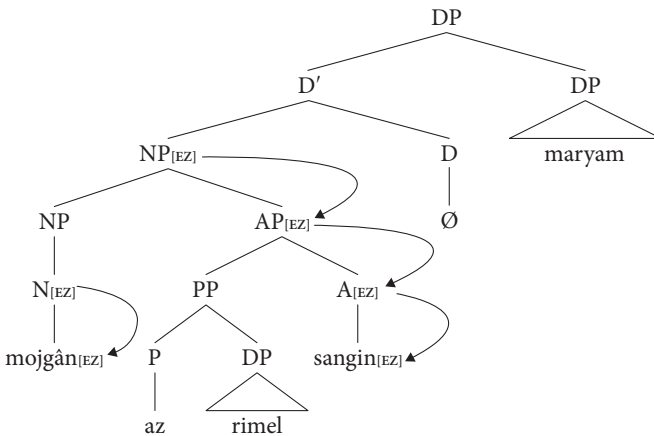 DP
D′ DP
NP[EZ] D maryam
NP AP[EZ] Ø
N[EZ] PP A[EZ]
mojgân[EZ] P DP sangin[EZ]
az rimel